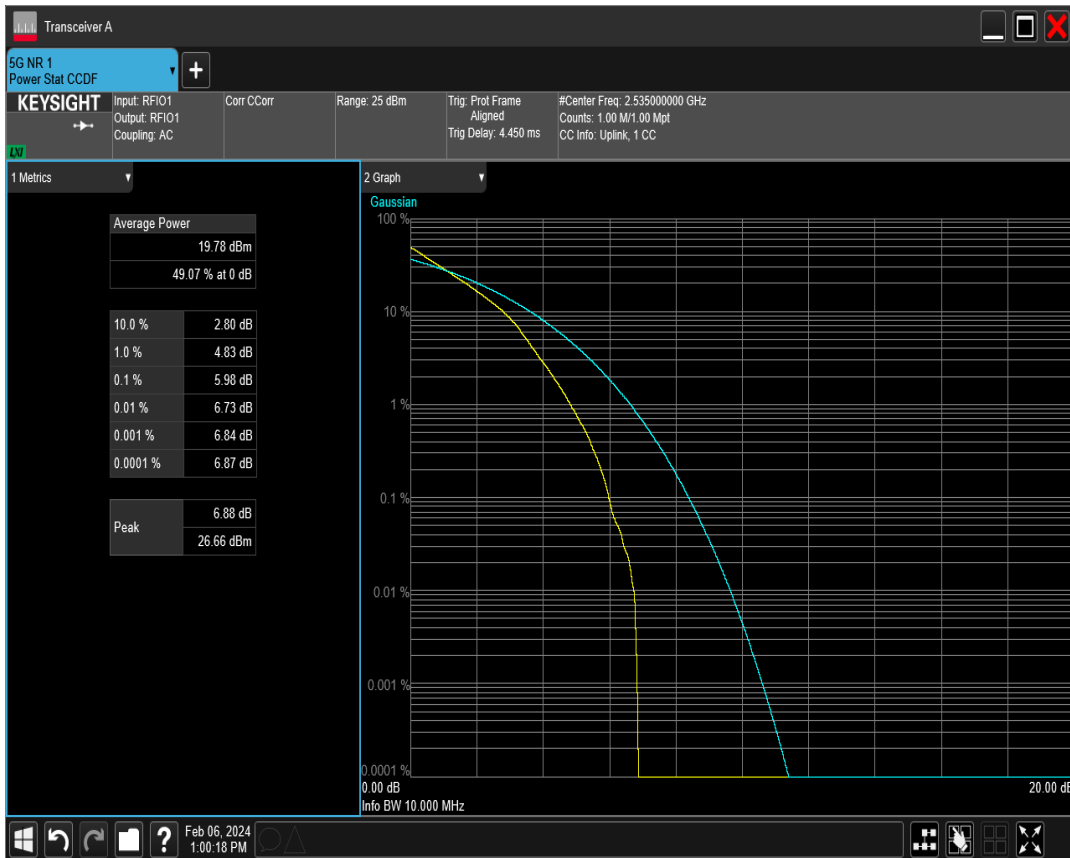 Transceiver A
5G NR 1
Power Stat CCDF
KEYSIGHT
LXI
Input: RFIO1
Output: RFIO1
Coupling: AC
Corr CCorr
Range: 25 dBm
Trig: Prot Frame
Aligned
Trig Delay: 4.450 ms
#Center Freq: 2.535000000 GHz
Counts: 1.00 M/1.00 Mpt
CC Info: Uplink, 1 CC
1 Metrics
Average Power
19.78 dBm
49.07 % at 0 dB
10.0 % 2.80 dB
1.0 % 4.83 dB
0.1 % 5.98 dB
0.01 % 6.73 dB
0.001 % 6.84 dB
0.0001 % 6.87 dB
Peak 6.88 dB
26.66 dBm
2 Graph
Gaussian
100 %
10 %
1 %
0.1 %
0.01 %
0.001 %
0.0001 %
0.00 dB 20.00 dB
Info BW 10.000 MHz
Feb 06, 2024
1:00:18 PM